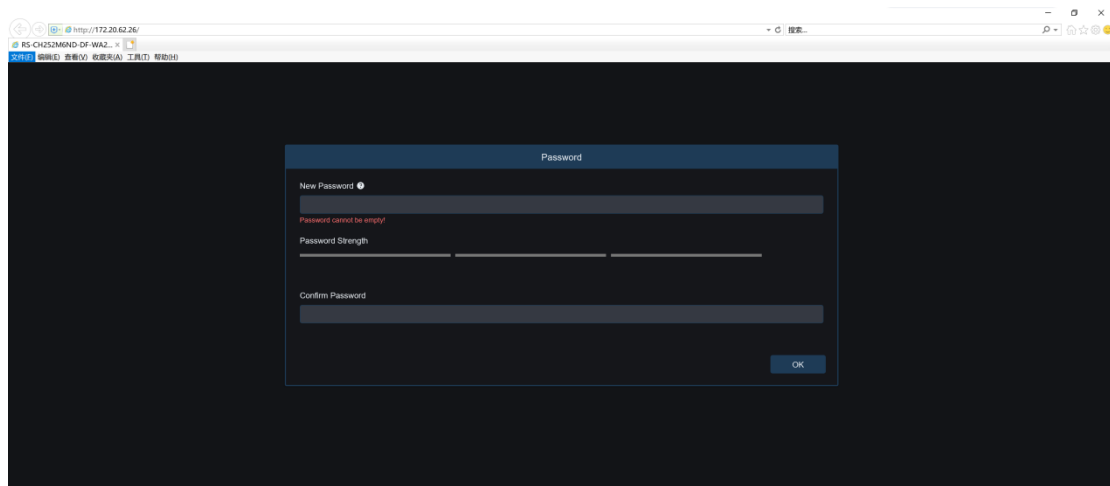 http://172.20.62.26/
搜索...
RS-CH252M6ND-DF-WA2...
文件(F) 编辑(E) 查看(V) 收藏夹(A) 工具(T) 帮助(H)
Password
New Password
Password cannot be empty!
Password Strength
Confirm Password
OK